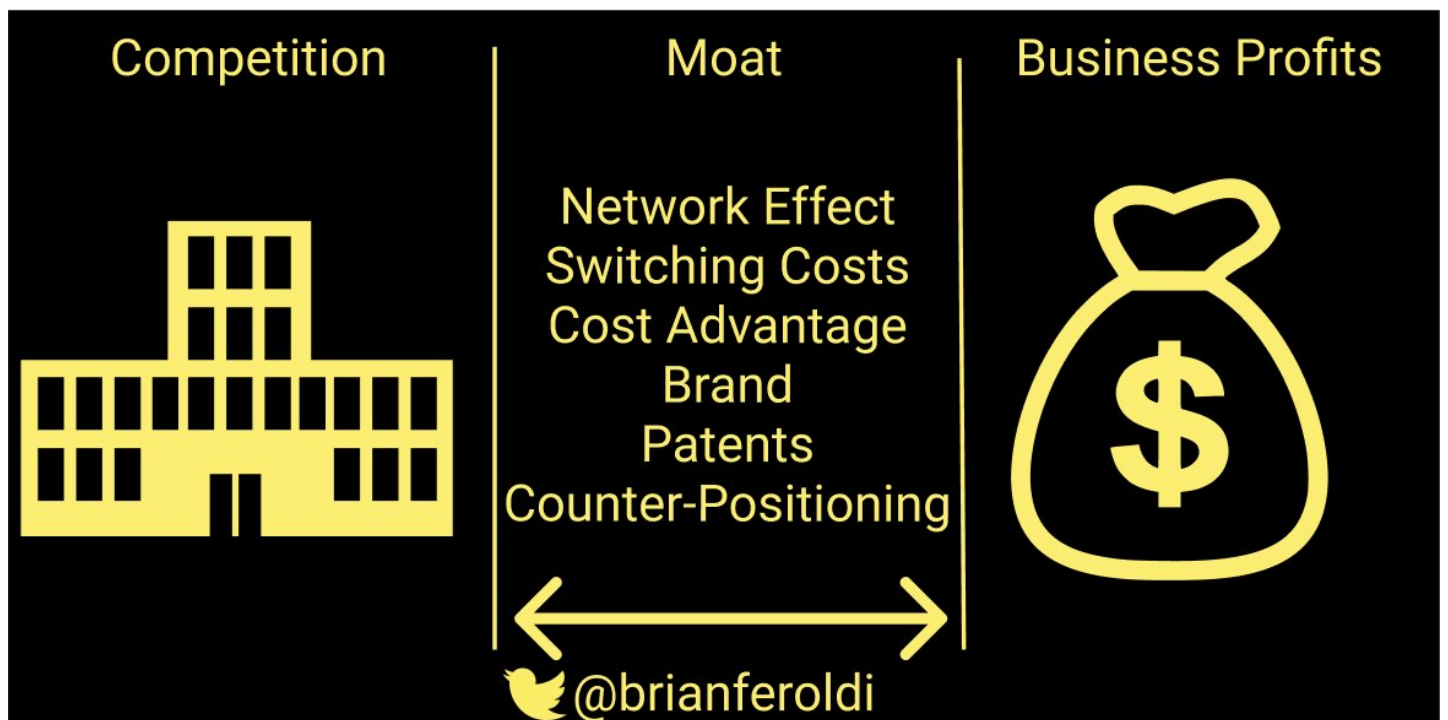 Competition
Moat
Business Profits
Network Effect
Switching Costs
Cost Advantage
Brand
Patents
Counter-Positioning
$
@brianferoldi